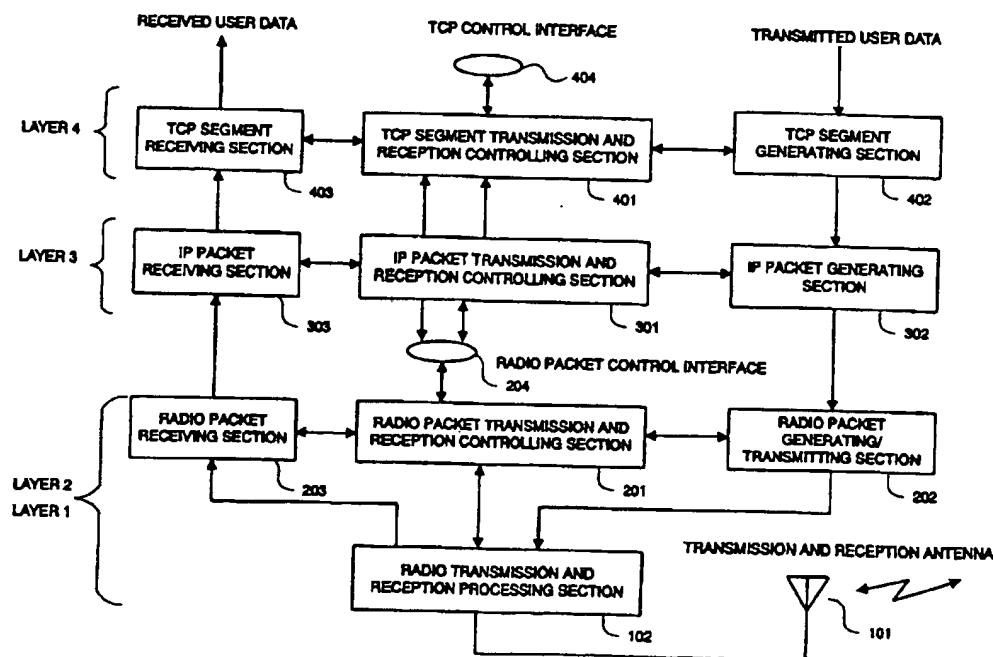 RECEIVED USER DATA
TCP CONTROL INTERFACE
TRANSMITTED USER DATA
404
LAYER 4
TCP SEGMENT
RECEIVING SECTION
403
TCP SEGMENT TRANSMISSION AND
RECEPTION CONTROLLING SECTION
401
TCP SEGMENT
GENERATING SECTION
402
LAYER 3
IP PACKET
RECEIVING SECTION
303
IP PACKET TRANSMISSION AND
RECEPTION CONTROLLING SECTION
301
IP PACKET GENERATING
SECTION
302
RADIO PACKET CONTROL INTERFACE
204
RADIO PACKET
RECEIVING SECTION
203
RADIO PACKET TRANSMISSION AND
RECEPTION CONTROLLING SECTION
201
RADIO PACKET
GENERATING/
TRANSMITTING SECTION
202
LAYER 2
LAYER 1
RADIO TRANSMISSION AND
RECEPTION PROCESSING SECTION
102
TRANSMISSION AND RECEPTION ANTENNA
101